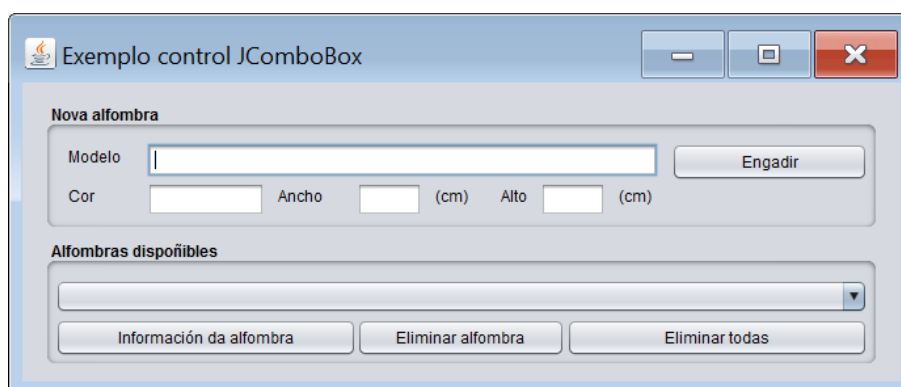 Exemplo control JComboBox
Nova alfombra
Modelo Engadir
Cor Ancho (cm) Alto (cm)
Alfombras dispoñibles
Información da alfombra Eliminar alfombra Eliminar todas